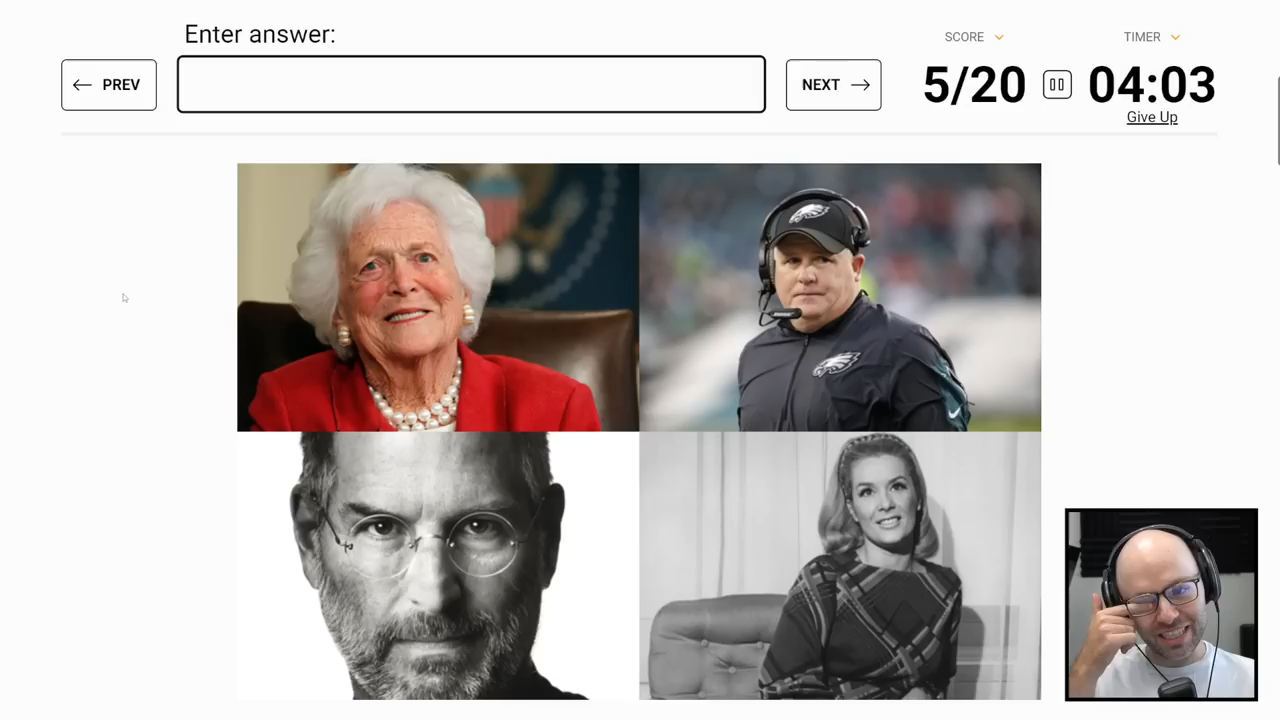 Enter answer:
SCORE
TIMER
← PREV
NEXT →
5/20
04:03
Give Up